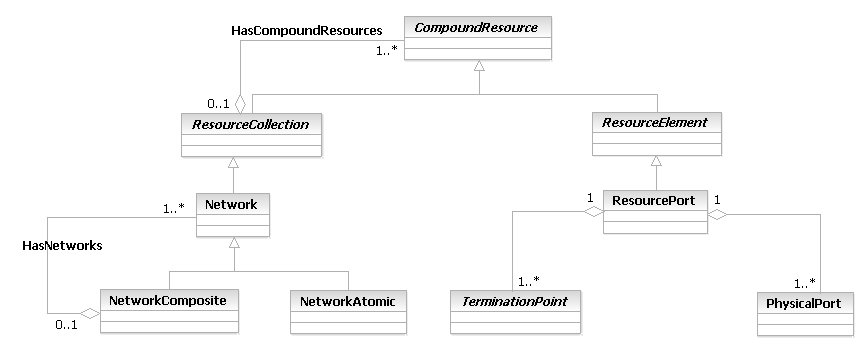 CompoundResource
HasCompoundResources
1..*
0..1
ResourceCollection
ResourceElement
Network
1..*
ResourcePort
1
1
HasNetworks
NetworkComposite
0..1
NetworkAtomic
1..*
TerminationPoint
1..*
PhysicalPort